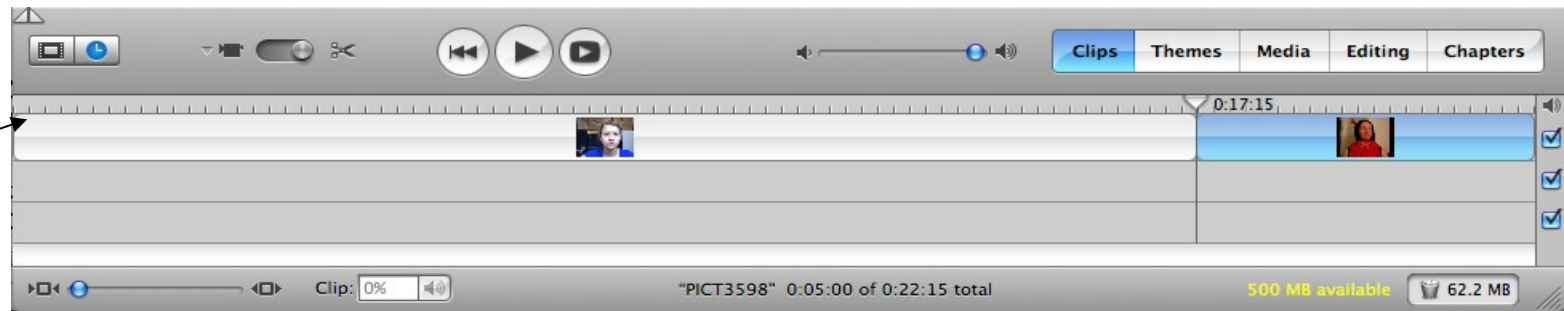 Clips Themes Media Editing Chapters
0:17:15
Clip: 0% "PICT3598" 0:05:00 of 0:22:15 total 500 MB available 62.2 MB